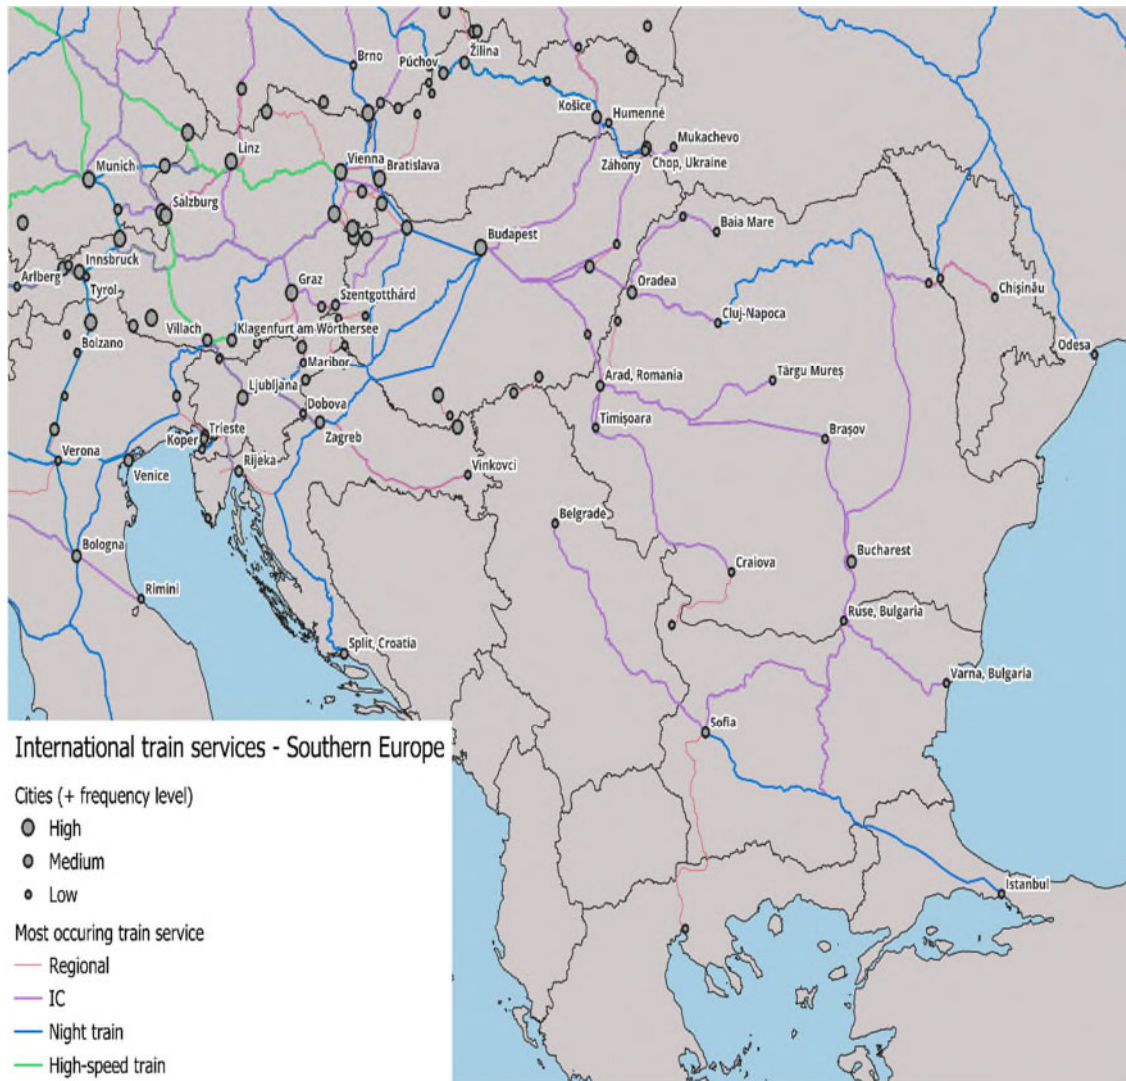 Brno
Púchov
Žilina
Košice
Humenné
Mukachevo
Záhony
Chop, Ukraine
Linz
Munich
Vienna
Bratislava
Salzburg
Budapest
Baia Mare
Innsbruck
Arlberg
Tyrol
Graz
Szentgotthárd
Oradea
Chișinău
Cluj-Napoca
Villach
Klagenfurt am Wörthersee
Bolzano
Odesa
Maribor
Ljubljana
Arad, Romania
Târgu Mureș
Dobova
Timișoara
Trieste
Koper
Zagreb
Brașov
Verona
Venice
Rijeka
Vinkovci
Belgrade
Bologna
Bucharest
Craiova
Rimini
Ruse, Bulgaria
Split, Croatia
Varna, Bulgaria
Sofia
Istanbul
International train services - Southern Europe
Cities (+ frequency level)
High
Medium
Low
Most occuring train service
Regional
IC
Night train
High-speed train